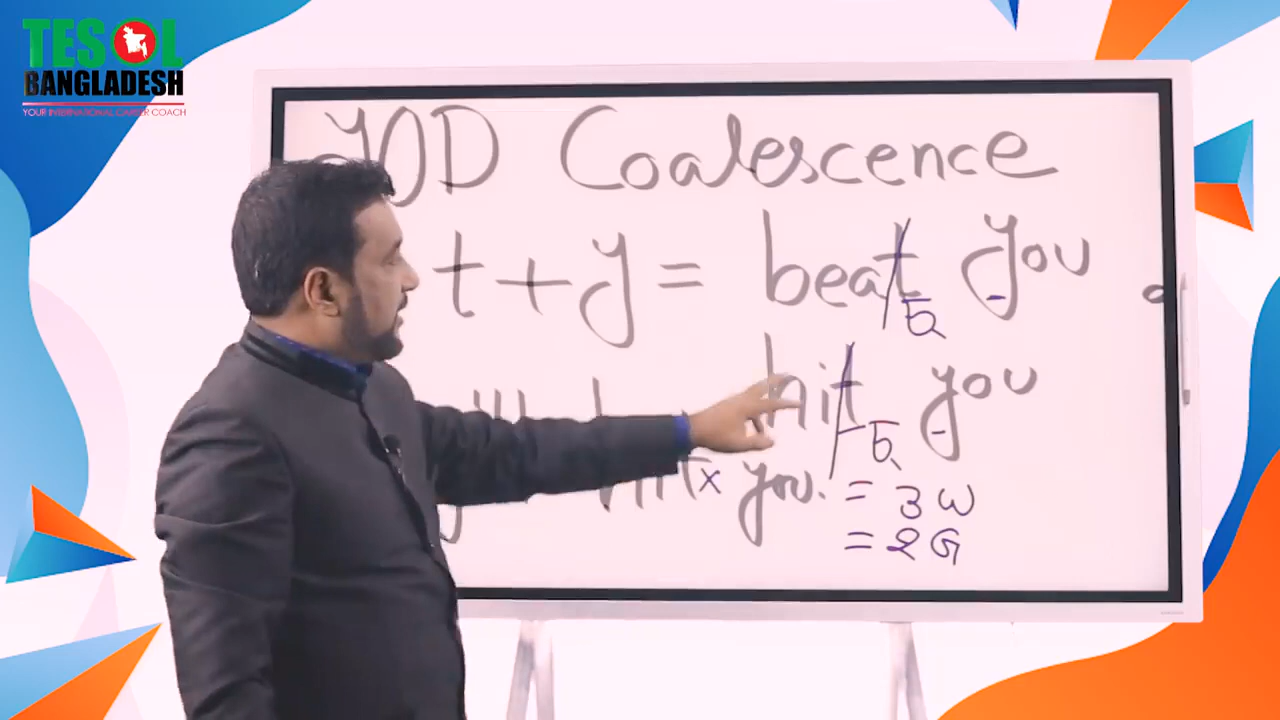 TESOL
BANGLADESH
YOUR INTERNATIONAL CAREER COACH
YOD Coalescence
t + y = beat you
চ
hit you
চ
hit x you. = 3 W
= 2 G